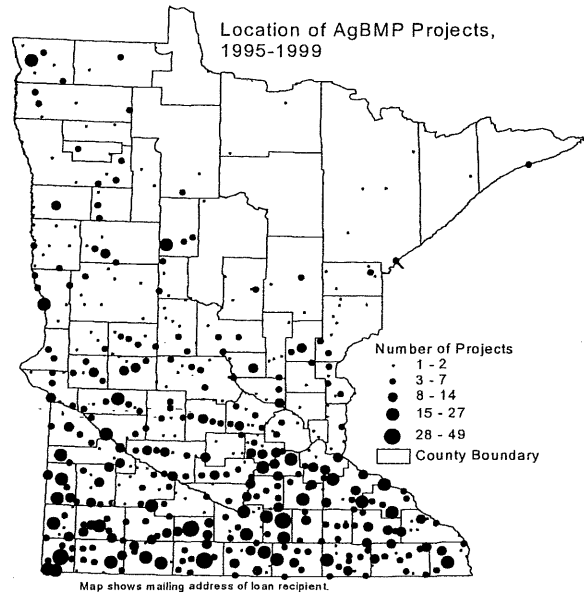 Location of AgBMP Projects,
1995-1999
Number of Projects
1 - 2
3 - 7
8 - 14
15 - 27
28 - 49
County Boundary
Map shows mailing address of loan recipient.